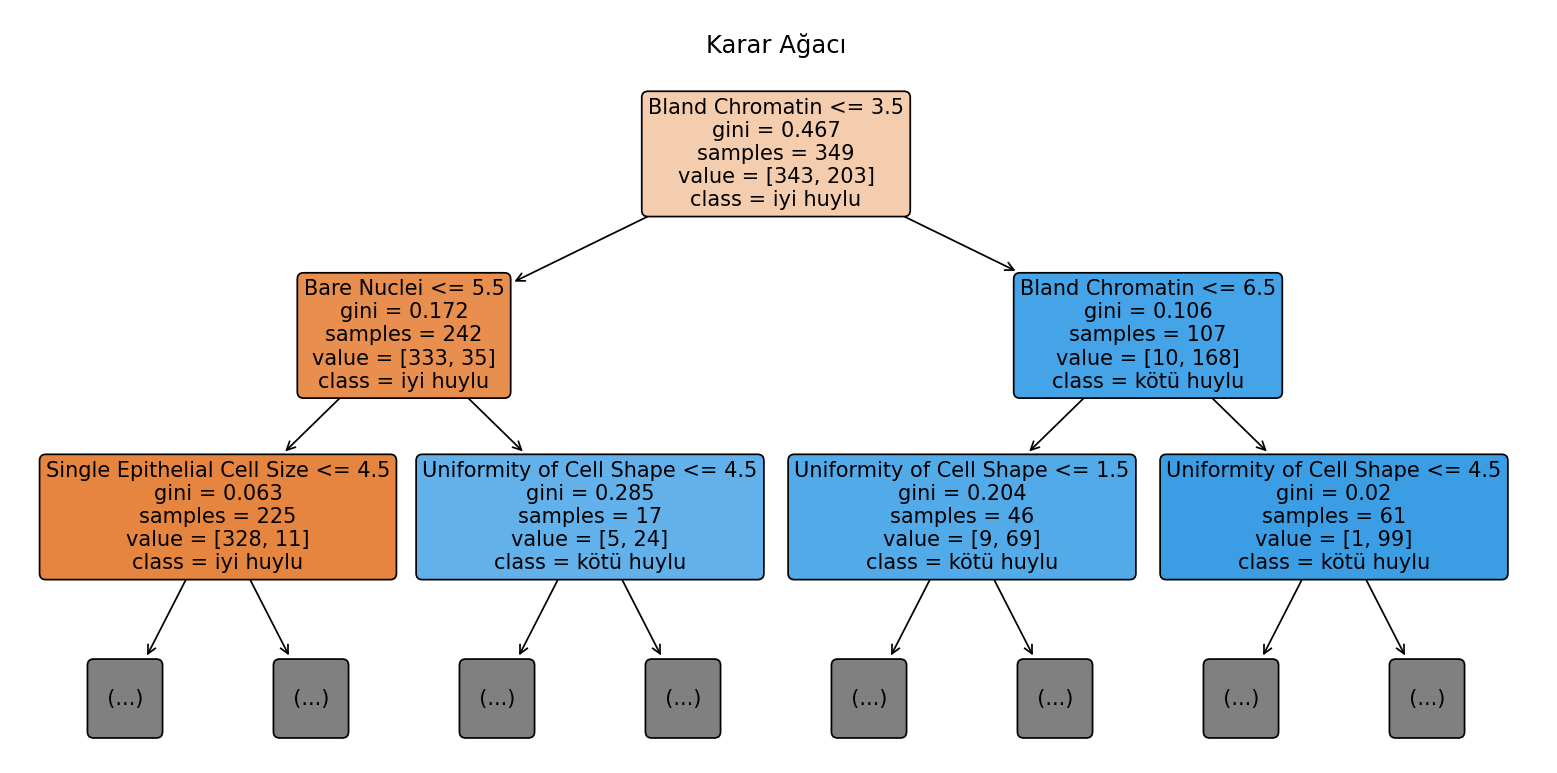 Karar Ağacı
Bland Chromatin <= 3.5
gini = 0.467
samples = 349
value = [343, 203]
class = iyi huylu
Bare Nuclei <= 5.5
gini = 0.172
samples = 242
value = [333, 35]
class = iyi huylu
Bland Chromatin <= 6.5
gini = 0.106
samples = 107
value = [10, 168]
class = kötü huylu
Single Epithelial Cell Size <= 4.5
gini = 0.063
samples = 225
value = [328, 11]
class = iyi huylu
Uniformity of Cell Shape <= 4.5
gini = 0.285
samples = 17
value = [5, 24]
class = kötü huylu
Uniformity of Cell Shape <= 1.5
gini = 0.204
samples = 46
value = [9, 69]
class = kötü huylu
Uniformity of Cell Shape <= 4.5
gini = 0.02
samples = 61
value = [1, 99]
class = kötü huylu
(...)
(...)
(...)
(...)
(...)
(...)
(...)
(...)